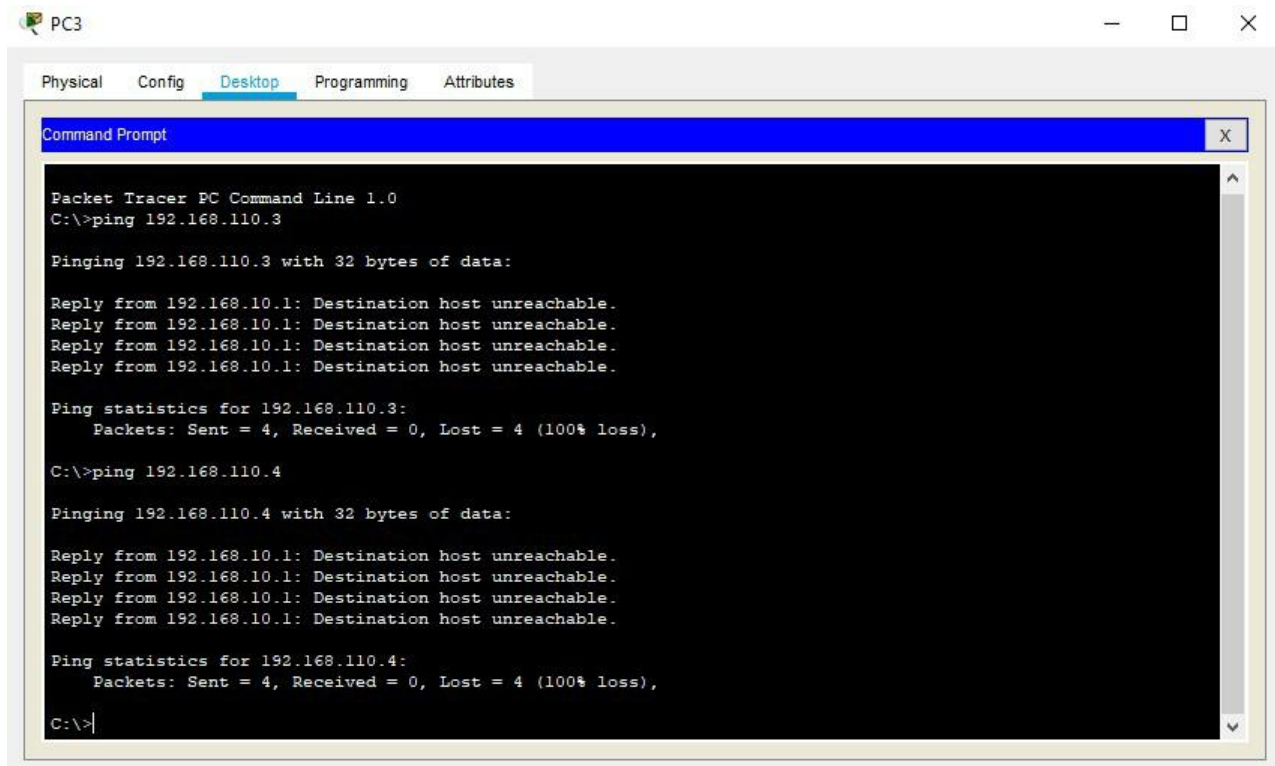 PC3
Physical Config Desktop Programming Attributes
Command Prompt
X
Packet Tracer PC Command Line 1.0
C:\>ping 192.168.110.3
Pinging 192.168.110.3 with 32 bytes of data:
Reply from 192.168.10.1: Destination host unreachable.
Reply from 192.168.10.1: Destination host unreachable.
Reply from 192.168.10.1: Destination host unreachable.
Reply from 192.168.10.1: Destination host unreachable.
Ping statistics for 192.168.110.3:
Packets: Sent = 4, Received = 0, Lost = 4 (100% loss),
C:\>ping 192.168.110.4
Pinging 192.168.110.4 with 32 bytes of data:
Reply from 192.168.10.1: Destination host unreachable.
Reply from 192.168.10.1: Destination host unreachable.
Reply from 192.168.10.1: Destination host unreachable.
Reply from 192.168.10.1: Destination host unreachable.
Ping statistics for 192.168.110.4:
Packets: Sent = 4, Received = 0, Lost = 4 (100% loss),
C:\>